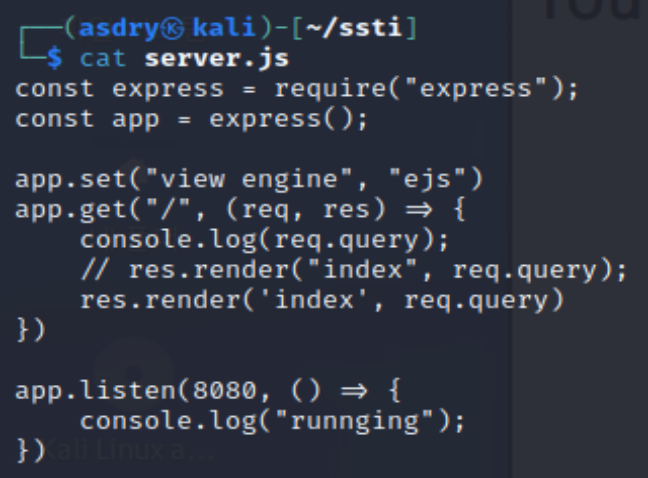 ┌──(asdry㉿kali)-[~/ssti]
└─$ cat server.js
const express = require("express");
const app = express();
app.set("view engine", "ejs")
app.get("/", (req, res) ⇒ {
    console.log(req.query);
    // res.render("index", req.query);
    res.render('index', req.query)
})
app.listen(8080, () ⇒ {
    console.log("runnging");
})
Kali Linux a...